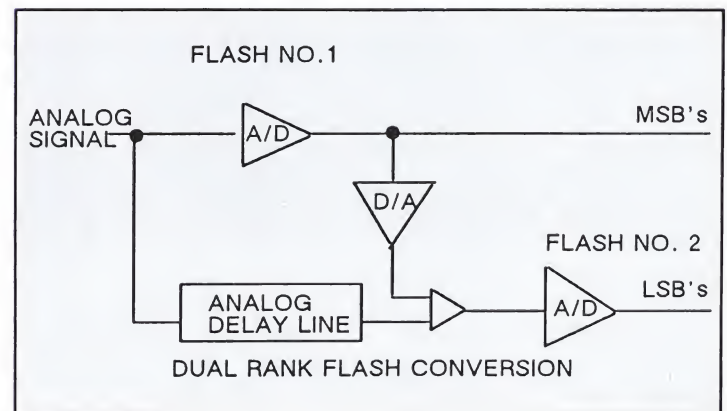 FLASH NO.1
ANALOG
SIGNAL
A/D
MSB's
D/A
FLASH NO. 2
ANALOG
DELAY LINE
A/D
LSB's
DUAL RANK FLASH CONVERSION